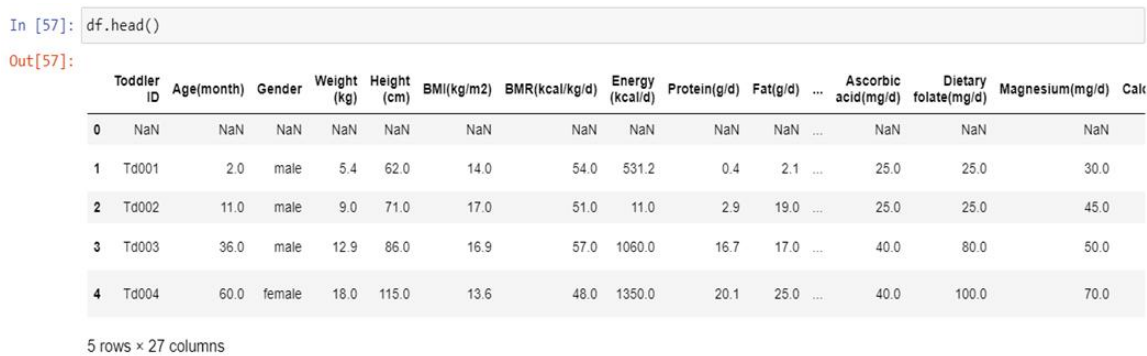 In [57]: df.head()
Out[57]:
Toddler ID Age(month) Gender Weight (kg) Height (cm) BMI(kg/m2) BMR(kcal/kg/d) Energy (kcal/d) Protein(g/d) Fat(g/d) ... Ascorbic acid(mg/d) Dietary folate(mg/d) Magnesium(mg/d) Calc
0 NaN NaN NaN NaN NaN NaN NaN NaN NaN NaN ... NaN NaN NaN
1 Td001 2.0 male 5.4 62.0 14.0 54.0 531.2 0.4 2.1 ... 25.0 25.0 30.0
2 Td002 11.0 male 9.0 71.0 17.0 51.0 11.0 2.9 19.0 ... 25.0 25.0 45.0
3 Td003 36.0 male 12.9 86.0 16.9 57.0 1060.0 16.7 17.0 ... 40.0 80.0 50.0
4 Td004 60.0 female 18.0 115.0 13.6 48.0 1350.0 20.1 25.0 ... 40.0 100.0 70.0
5 rows × 27 columns